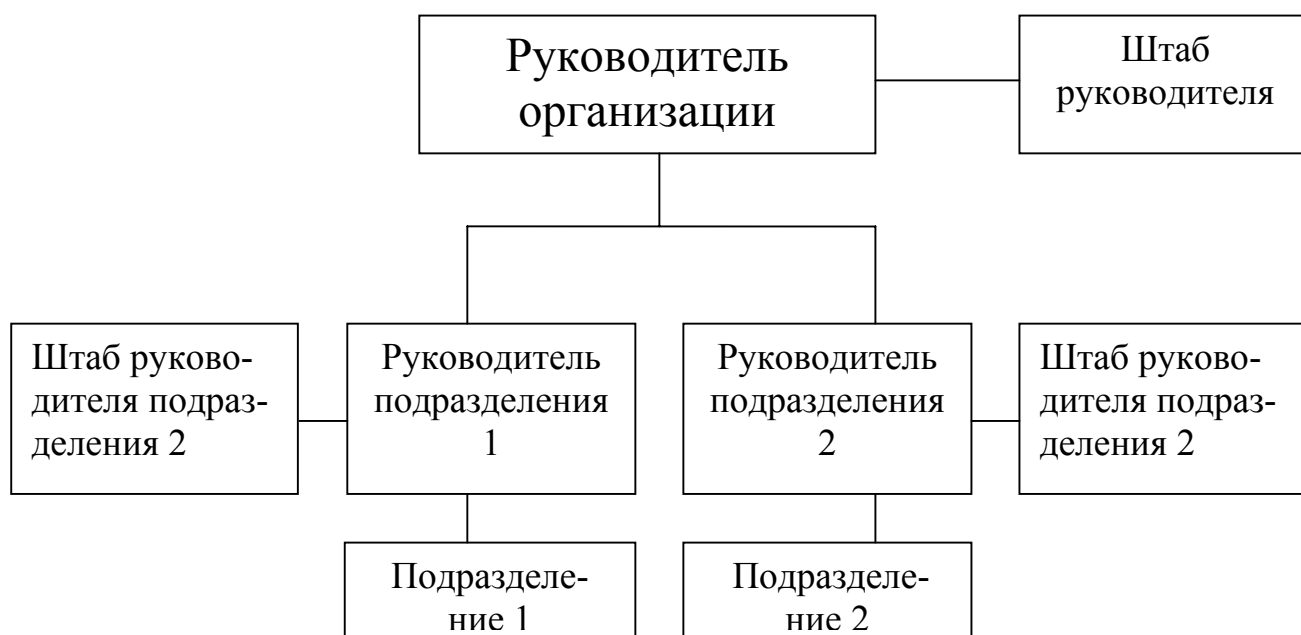 Руководитель
организации
Штаб
руководителя
Штаб руково-
дителя подраз-
деления 2
Руководитель
подразделения
1
Руководитель
подразделения
2
Штаб руково-
дителя подраз-
деления 2
Подразделе-
ние 1
Подразделе-
ние 2